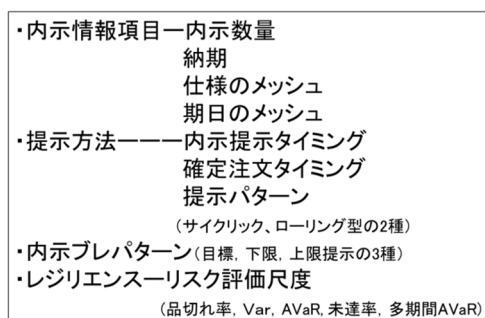 ・内示情報項目ー内示数量
納期
仕様のメッシュ
期日のメッシュ
・提示方法ーーー内示提示タイミング
確定注文タイミング
提示パターン
(サイクリック、ローリング型の2種)
・内示ブレパターン(目標, 下限, 上限提示の3種)
・レジリエンスーリスク評価尺度
(品切れ率, Var, AVaR, 未達率, 多期間AVaR)